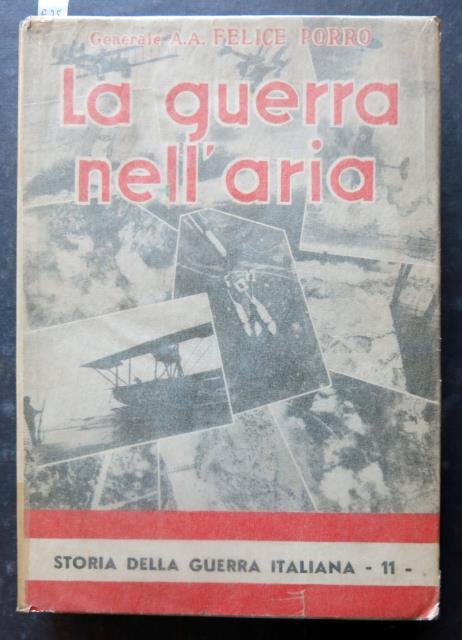 Generale A.A. FELICE PORRO
La guerra
nell'aria
STORIA DELLA GUERRA ITALIANA - 11 -